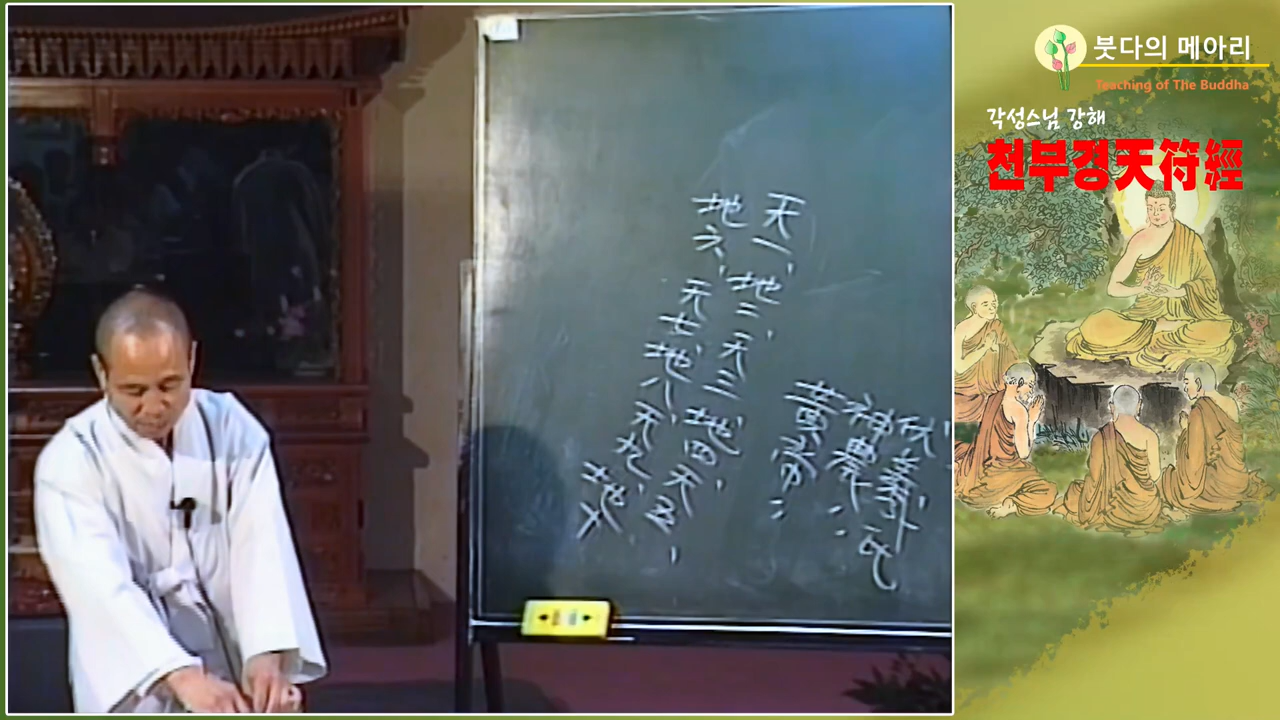 붓다의 메아리
Teaching of The Buddha
각성스님 강해
천부경天符經
伏羲氏
神農〃
黃帝〃
天一、地二、天三、地四、天五、
地六、天七、地八、天九、地十